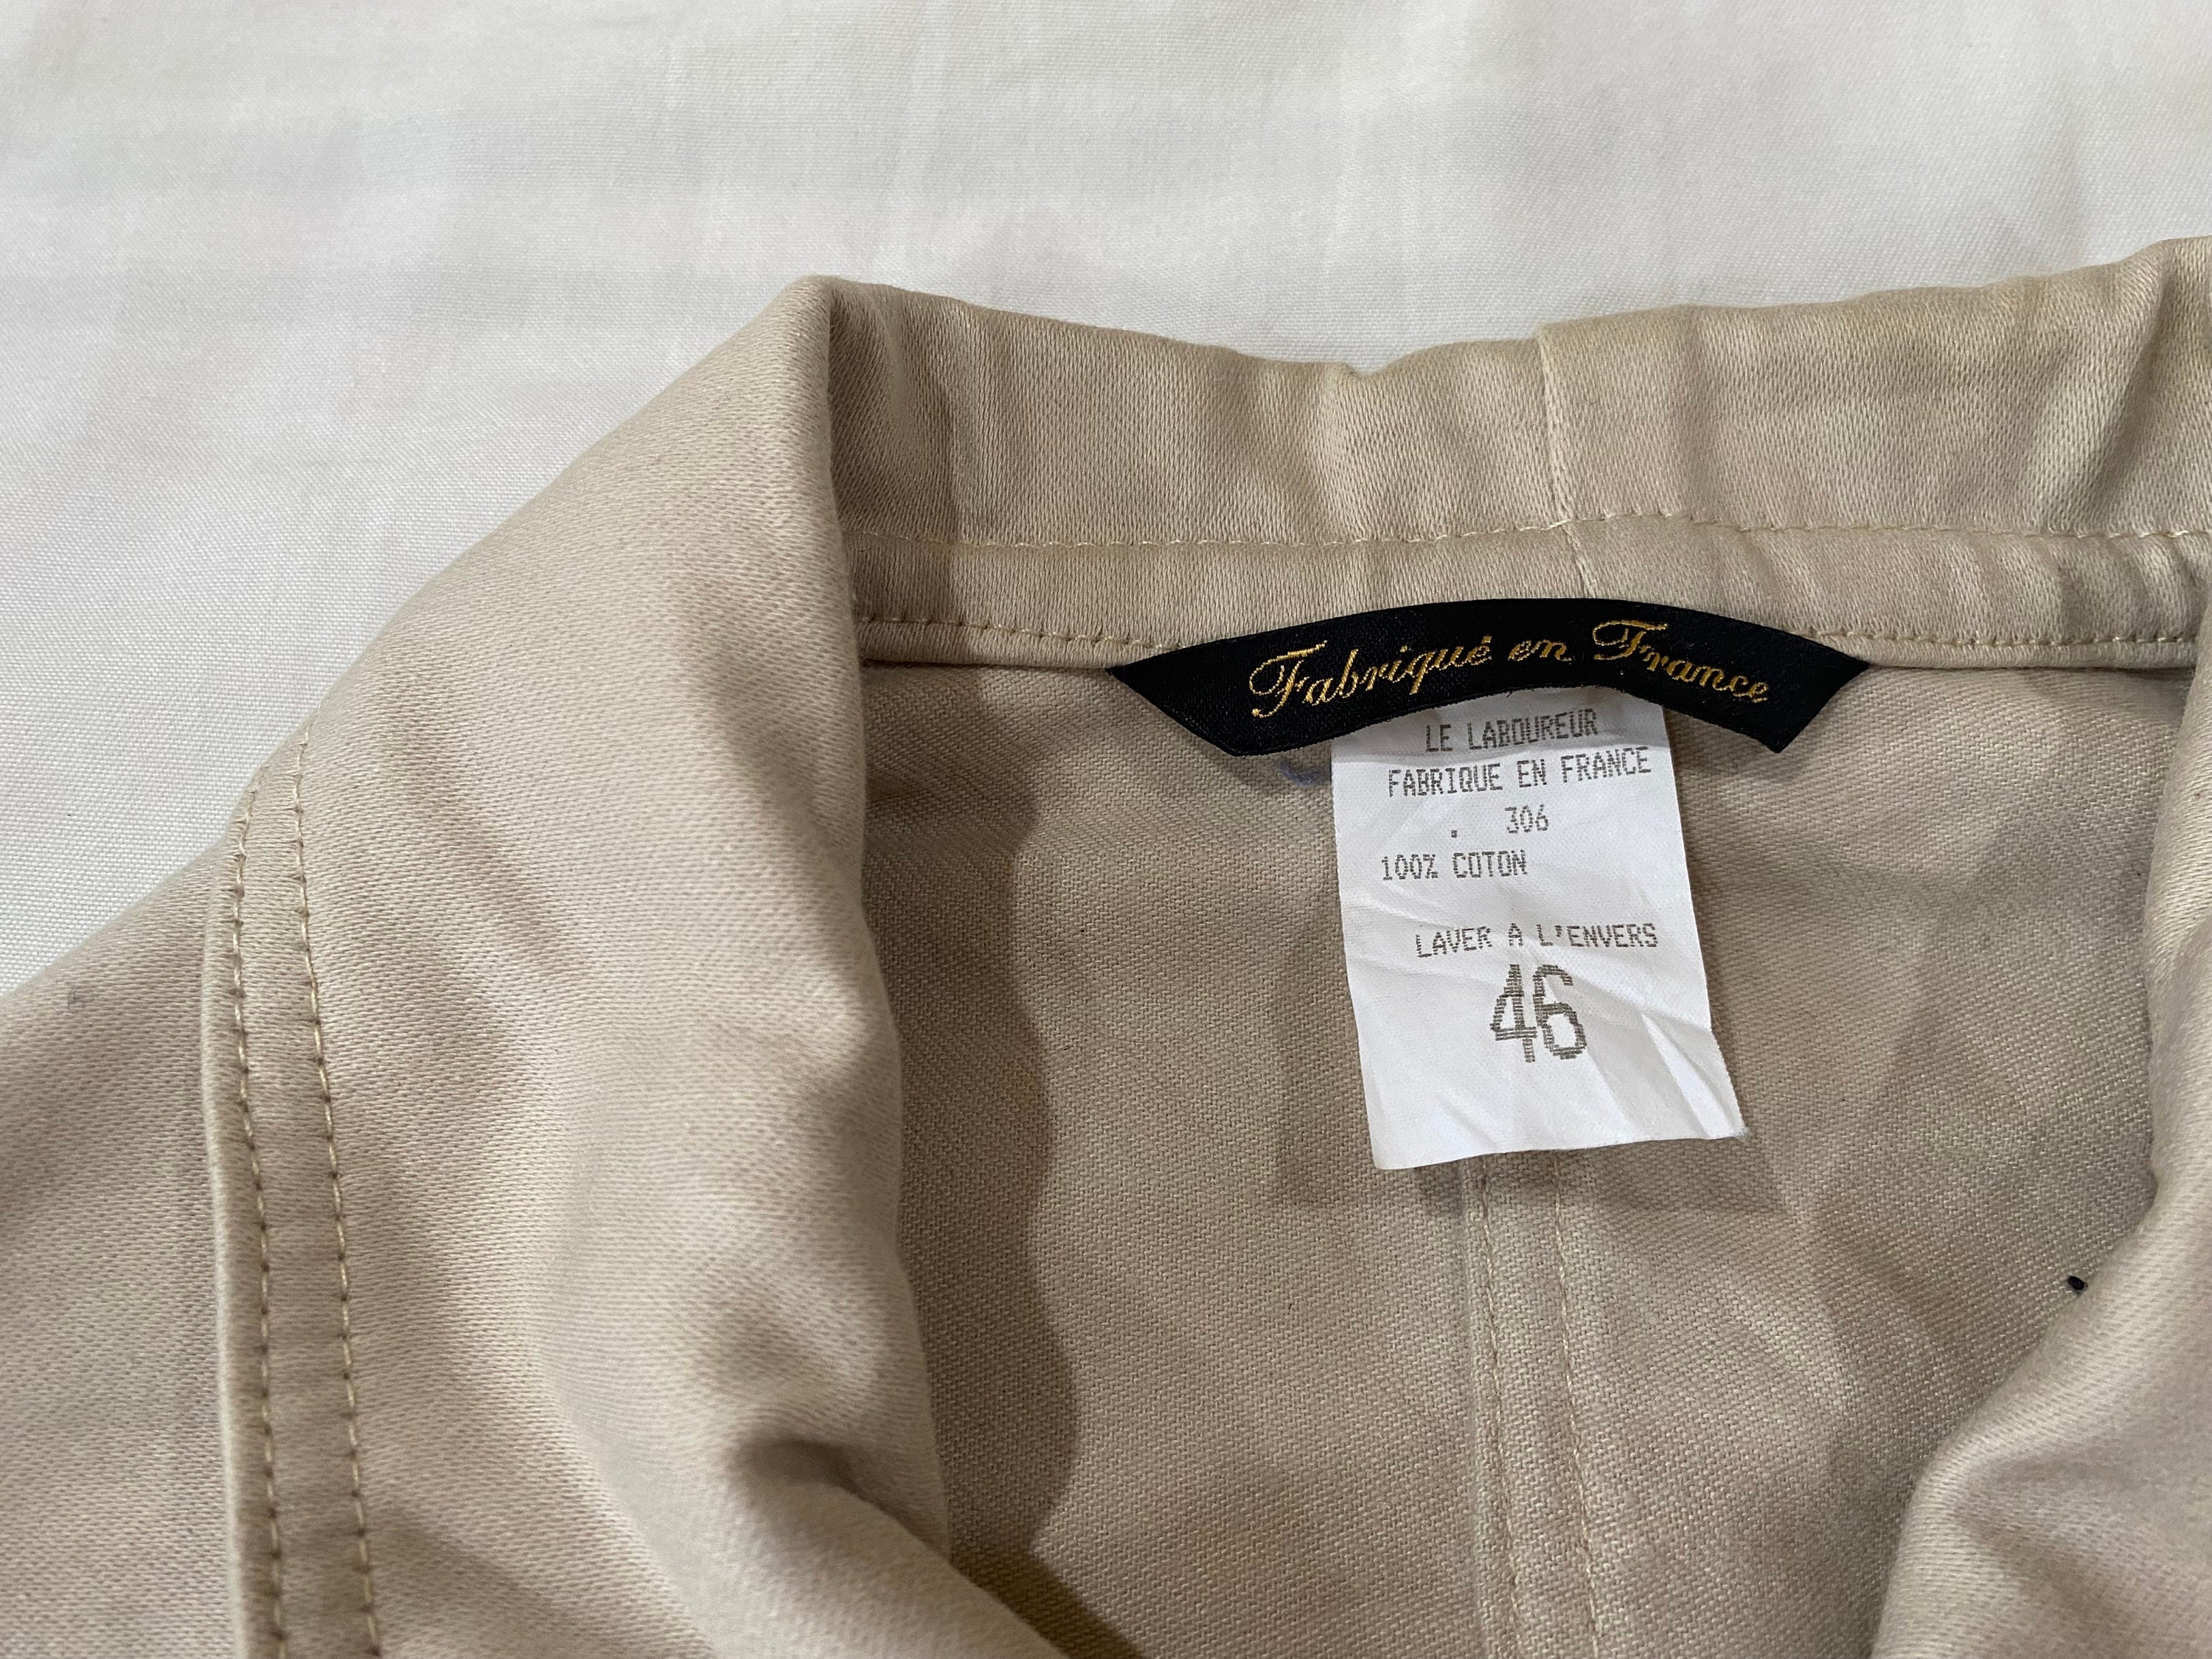 Fabriqué en France
LE LABOUREUR
FABRIQUE EN FRANCE
. 306
100% COTON
LAVER A L'ENVERS
46